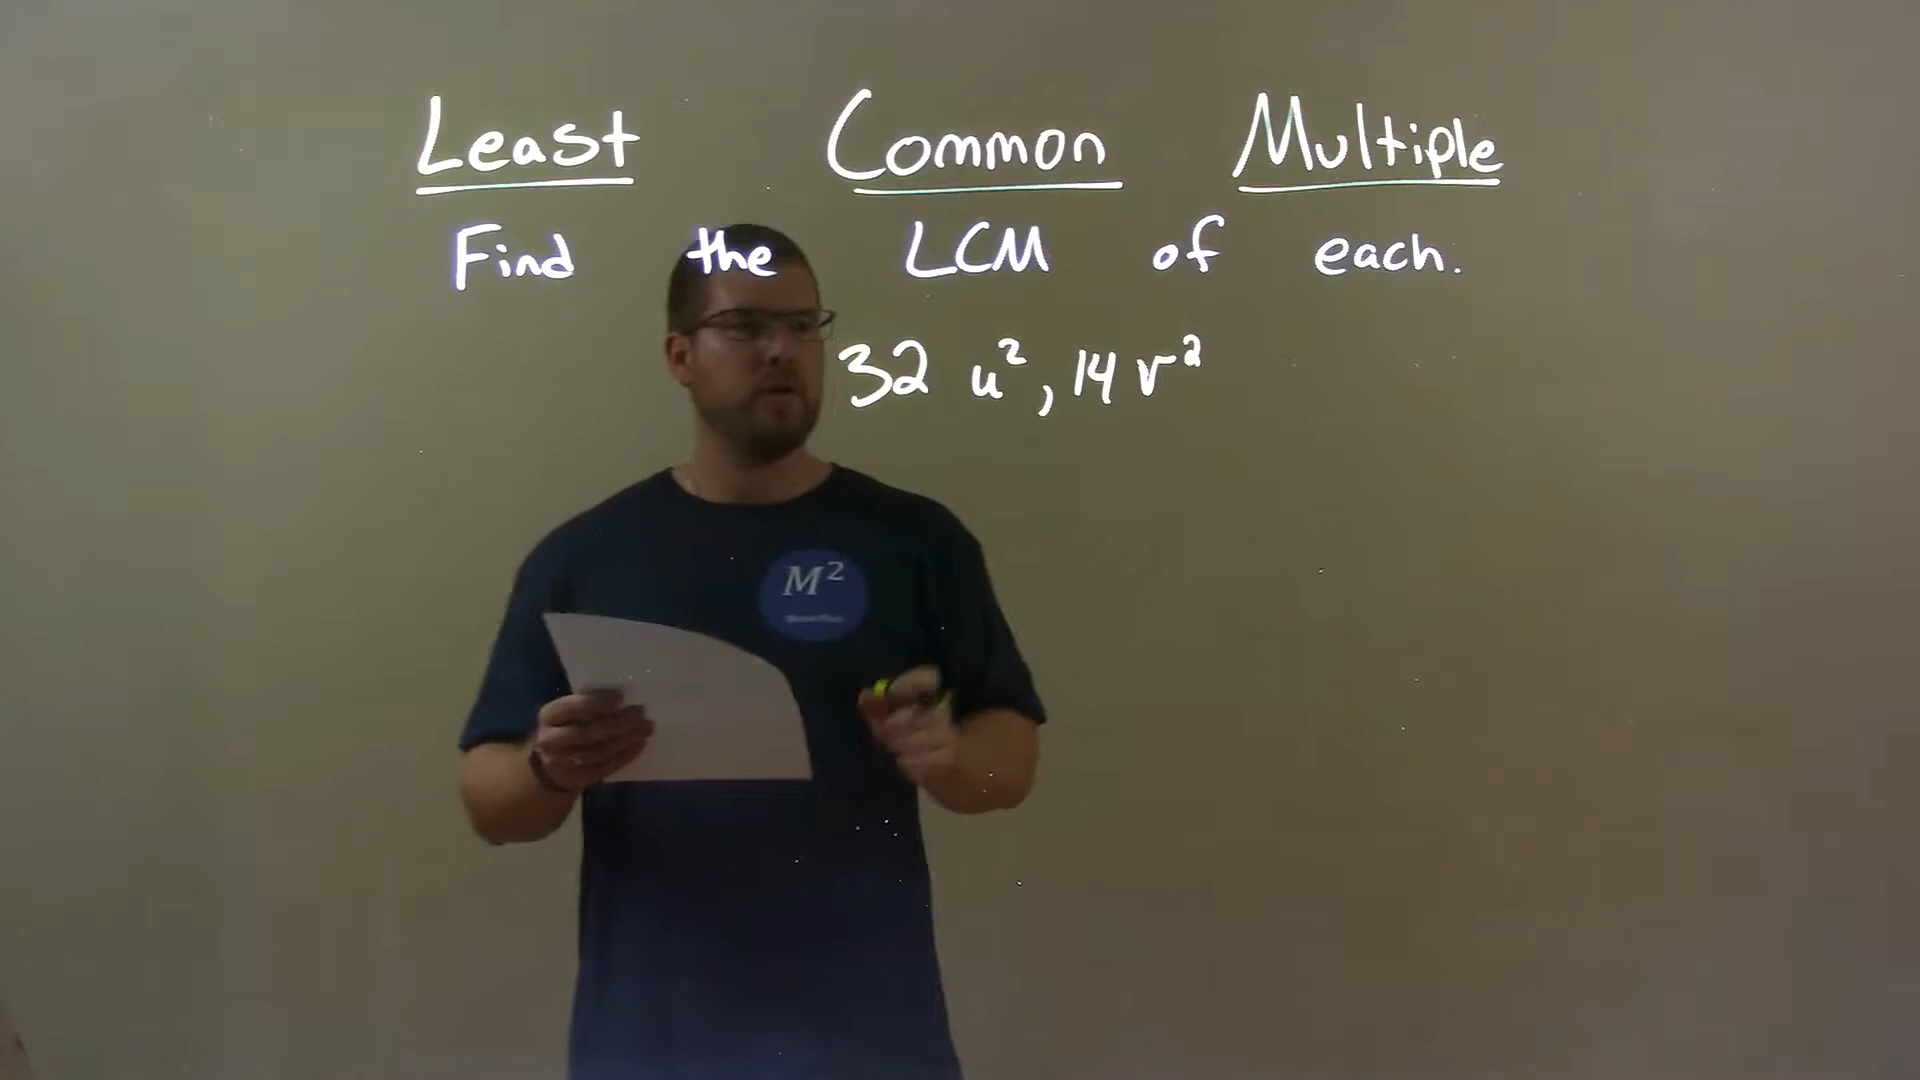 Least Common Multiple
Find the LCM of each.
32 u², 14 v²
M²